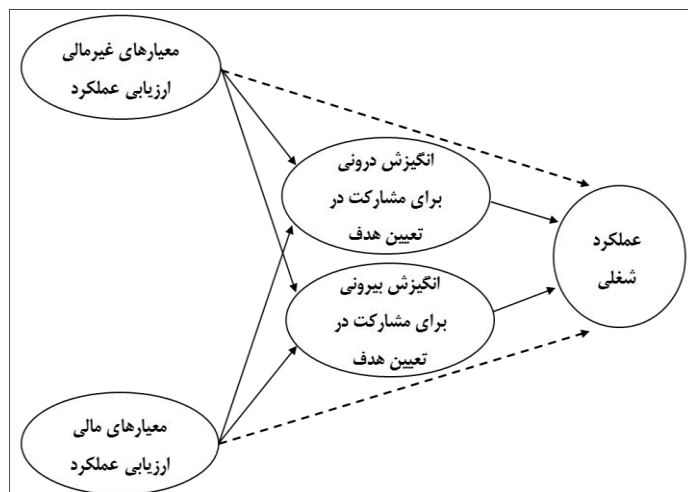 معیارهای غیرمالی
ارزیابی عملکرد
انگیزش درونی
برای مشارکت در
تعیین هدف
عملکرد
شغلی
انگیزش بیرونی
برای مشارکت در
تعیین هدف
معیارهای مالی
ارزیابی عملکرد